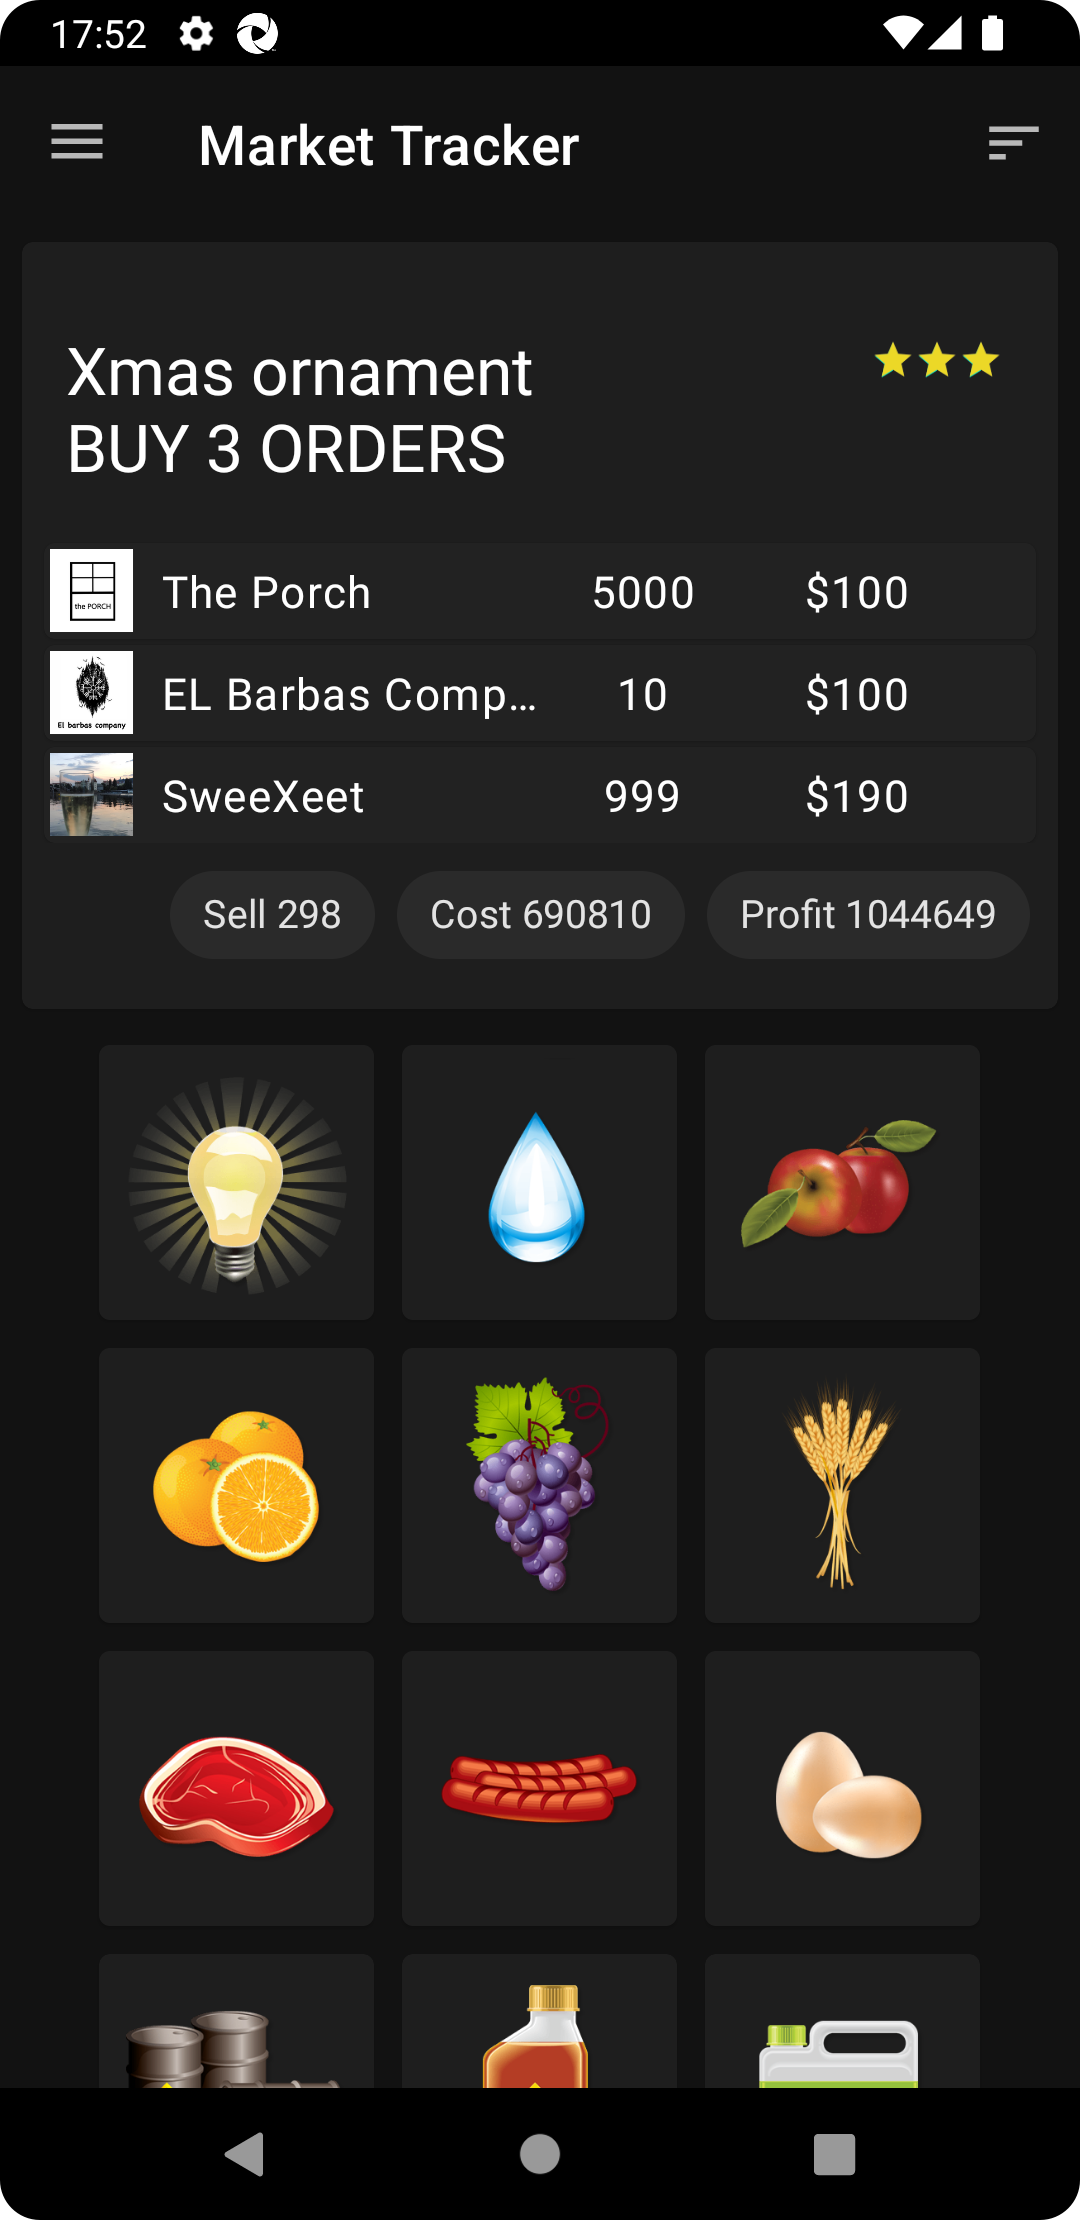 17:52
Market Tracker
Xmas ornament
BUY 3 ORDERS
the PORCH
The Porch 5000 $100
El barbas company
EL Barbas Comp... 10 $100
SweeXeet 999 $190
Sell 298 Cost 690810 Profit 1044649